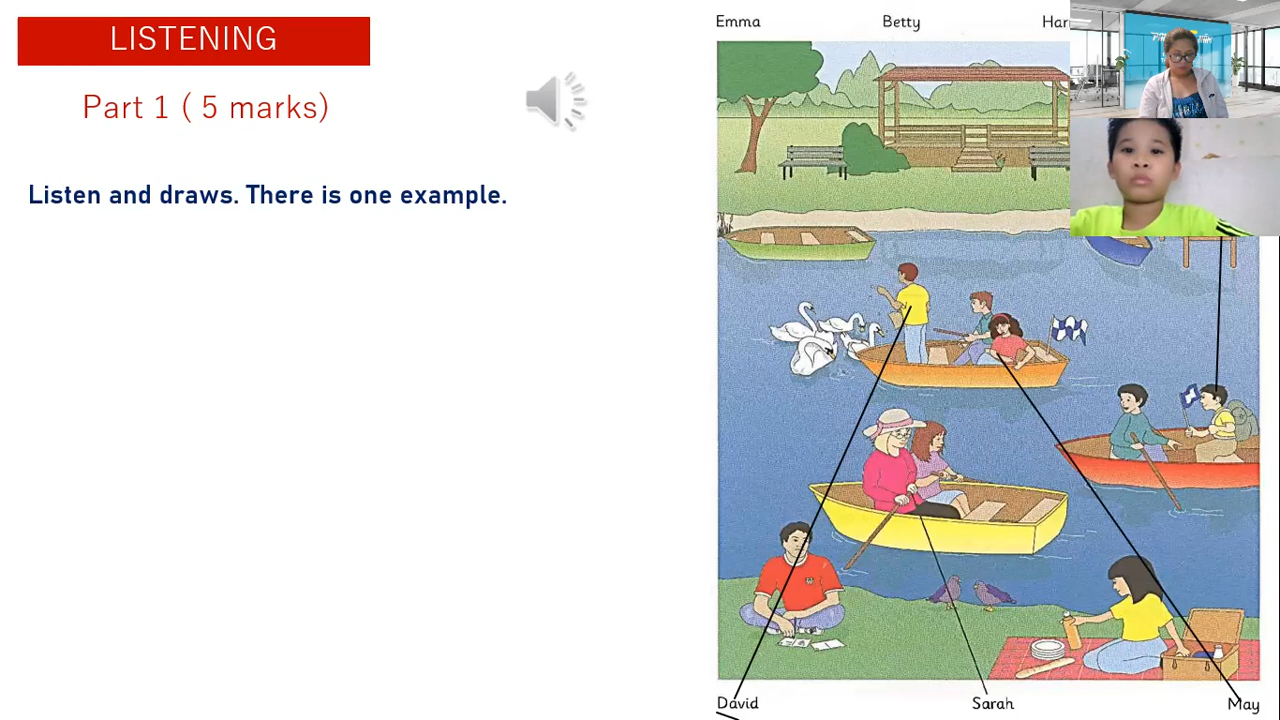 LISTENING
Part 1 ( 5 marks)
Listen and draws. There is one example.
Emma Betty
David Sarah May